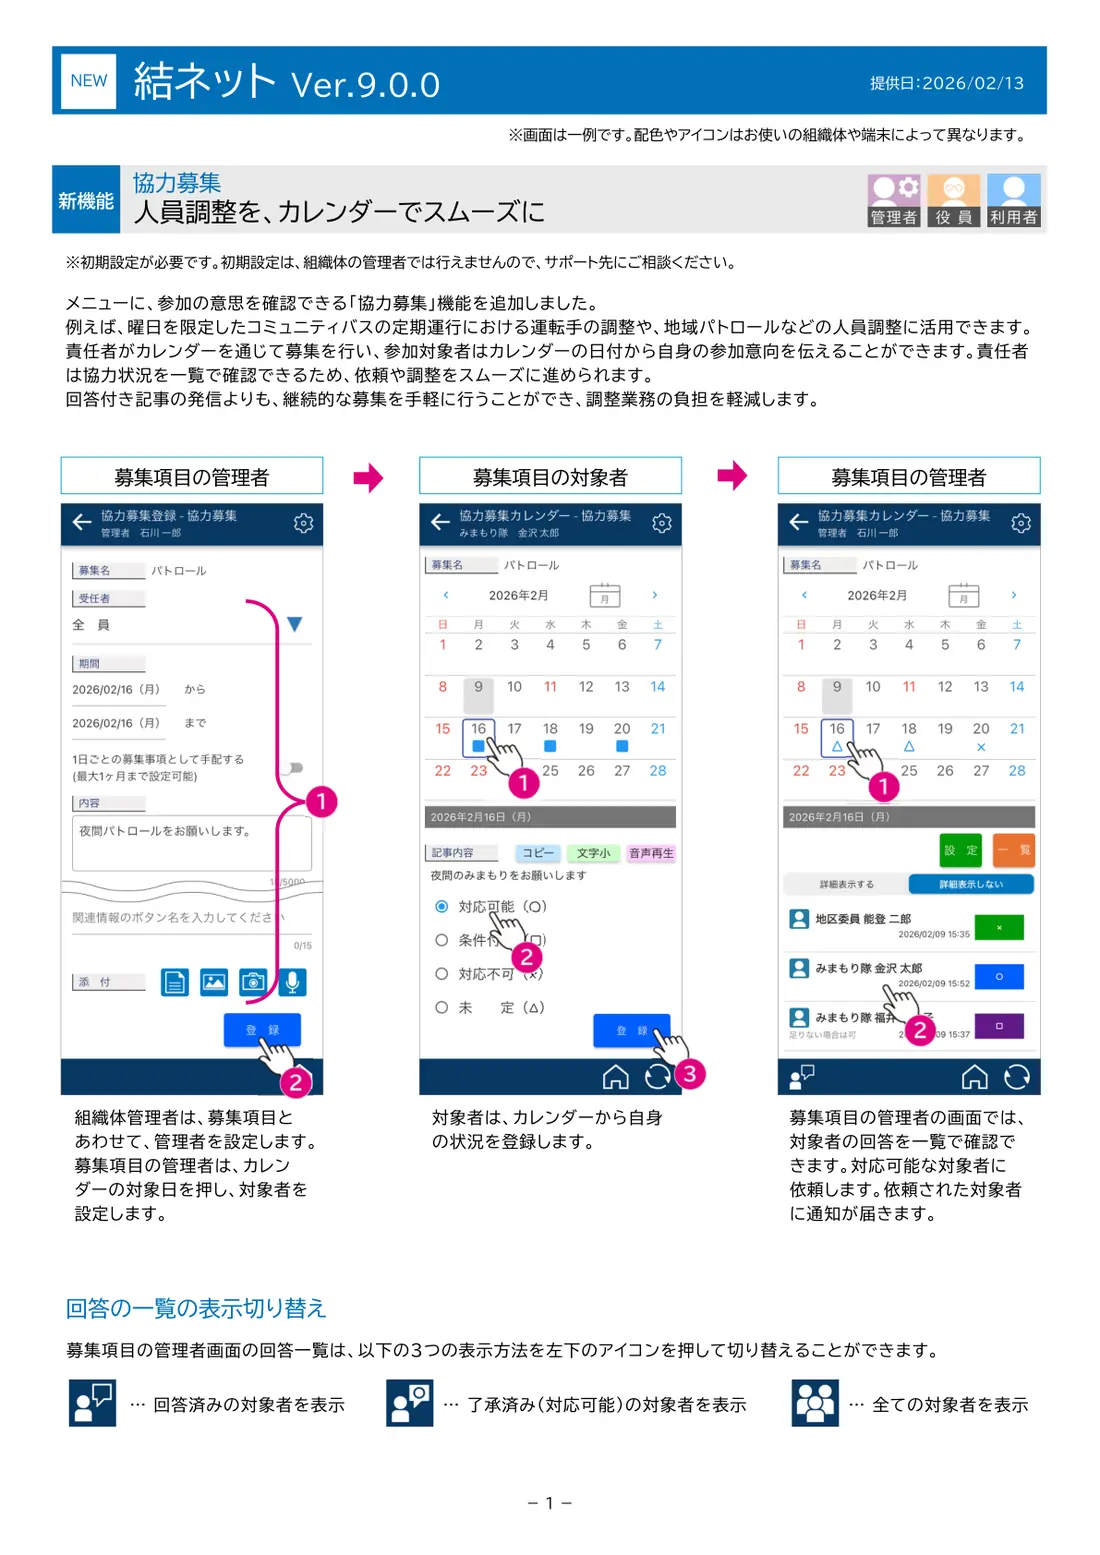 NEW
結ネット Ver.9.0.0
提供日:2026/02/13
※画面は一例です。配色やアイコンはお使いの組織体や端末によって異なります。
新機能
協力募集
人員調整を、カレンダーでスムーズに
管理者 役 員 利用者
※初期設定が必要です。初期設定は、組織体の管理者では行えませんので、サポート先にご相談ください。
メニューに、参加の意思を確認できる「協力募集」機能を追加しました。
例えば、曜日を限定したコミュニティバスの定期運行における運転手の調整や、地域パトロールなどの人員調整に活用できます。
責任者がカレンダーを通じて募集を行い、参加対象者はカレンダーの日付から自身の参加意向を伝えることができます。責任者
は協力状況を一覧で確認できるため、依頼や調整をスムーズに進められます。
回答付き記事の発信よりも、継続的な募集を手軽に行うことができ、調整業務の負担を軽減します。
募集項目の管理者
協力募集登録 - 協力募集
管理者 石川 一郎
募集名 パトロール
受任者
全 員
期間
2026/02/16（月） から
2026/02/16（月） まで
1日ごとの募集事項として手配する
(最大1ヶ月まで設定可能)
内容
夜間パトロールをお願いします。
関連情報のボタン名を入力してください
0/15
添 付
登 録
1
2
組織体管理者は、募集項目と
あわせて、管理者を設定します。
募集項目の管理者は、カレン
ダーの対象日を押し、対象者を
設定します。
募集項目の対象者
協力募集カレンダー - 協力募集
みまもり隊 金沢 太郎
募集名 パトロール
2026年2月 月
日 月 火 水 木 金 土
1 2 3 4 5 6 7
8 9 10 11 12 13 14
15 16 17 18 19 20 21
22 23 25 26 27 28
1
2026年2月16日（月）
記事内容 コピー 文字小 音声再生
夜間のみまもりをお願いします
対応可能（○）
条件付 （□）
対応不可（×）
未 定（△）
登 録
2
3
対象者は、カレンダーから自身
の状況を登録します。
募集項目の管理者
協力募集カレンダー - 協力募集
管理者 石川 一郎
募集名 パトロール
2026年2月 月
日 月 火 水 木 金 土
1 2 3 4 5 6 7
8 9 10 11 12 13 14
15 16 17 18 19 20 21
△ △ ×
22 23 25 26 27 28
1
2026年2月16日（月）
設 定 一 覧
詳細表示する 詳細表示しない
地区委員 能登 二郎
2026/02/09 15:35 ×
みまもり隊 金沢 太郎
2026/02/09 15:52 ○
みまもり隊 福井 子
足りない場合は可 09 15:37 □
2
募集項目の管理者の画面では、
対象者の回答を一覧で確認で
きます。対応可能な対象者に
依頼します。依頼された対象者
に通知が届きます。
回答の一覧の表示切り替え
募集項目の管理者画面の回答一覧は、以下の3つの表示方法を左下のアイコンを押して切り替えることができます。
… 回答済みの対象者を表示
… 了承済み（対応可能）の対象者を表示
… 全ての対象者を表示
– 1 –